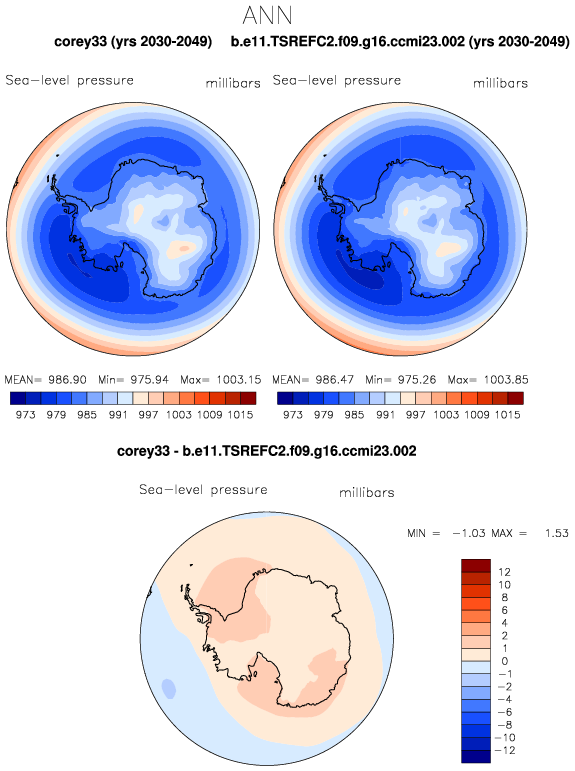 ANN
corey33 (yrs 2030-2049) b.e11.TSREFC2.f09.g16.ccmi23.002 (yrs 2030-2049)
Sea-level pressure millibars Sea-level pressure millibars
MEAN= 986.90 Min= 975.94 Max= 1003.15 MEAN= 986.47 Min= 975.26 Max= 1003.85
973 979 985 991 997 1003 1009 1015 973 979 985 991 997 1003 1009 1015
corey33 - b.e11.TSREFC2.f09.g16.ccmi23.002
Sea-level pressure millibars
MIN = -1.03 MAX = 1.53
12
10
8
6
4
2
1
0
-1
-2
-4
-6
-8
-10
-12